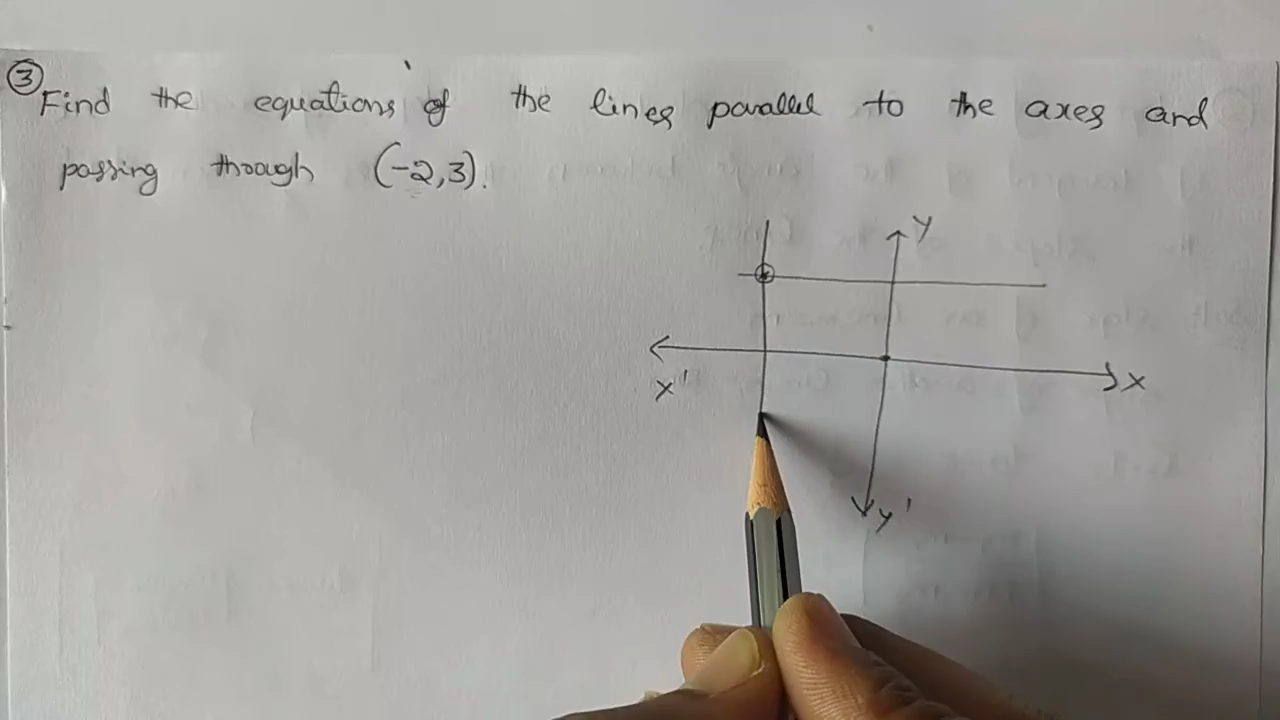 ③ Find the equations of the lines parallel to the axes and
passing through (-2,3).
Y
X' X
Y'